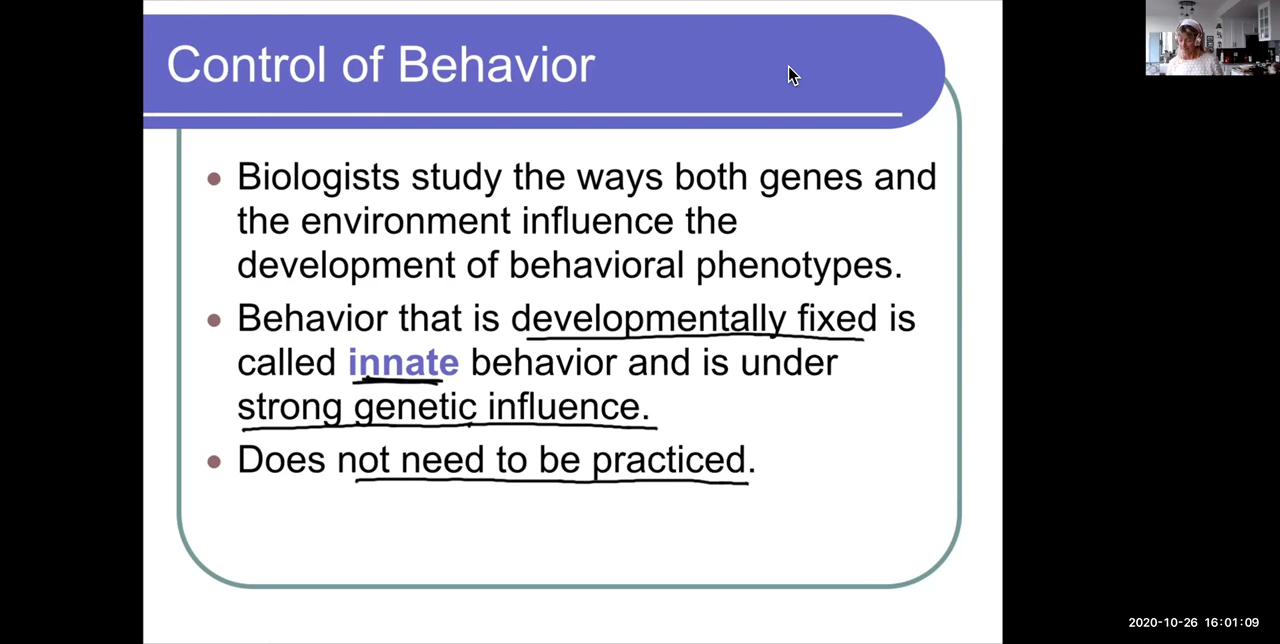 Control of Behavior
• Biologists study the ways both genes and
the environment influence the
development of behavioral phenotypes.
• Behavior that is developmentally fixed is
called innate behavior and is under
strong genetic influence.
• Does not need to be practiced.
2020-10-26 16:01:09